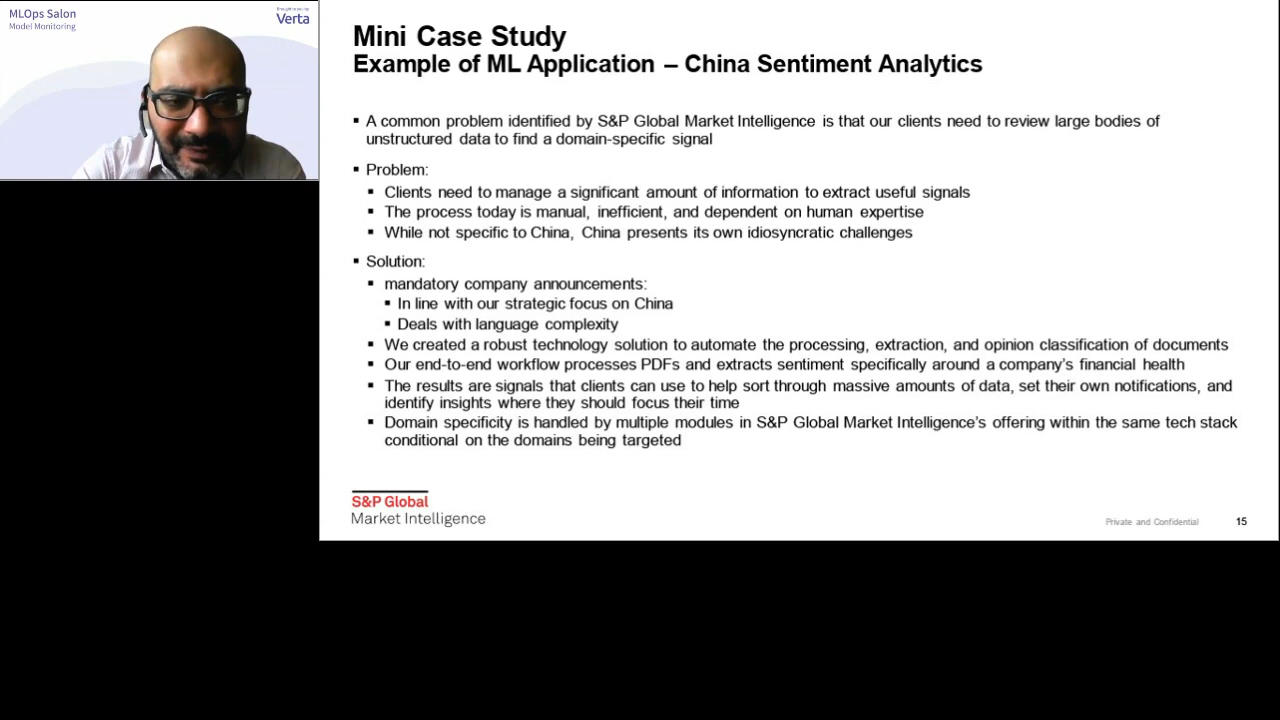 MLOps Salon
Model Monitoring
Brought to you by
Verta
Mini Case Study
Example of ML Application – China Sentiment Analytics
▪ A common problem identified by S&P Global Market Intelligence is that our clients need to review large bodies of
unstructured data to find a domain-specific signal
▪ Problem:
▪ Clients need to manage a significant amount of information to extract useful signals
▪ The process today is manual, inefficient, and dependent on human expertise
▪ While not specific to China, China presents its own idiosyncratic challenges
▪ Solution:
▪ mandatory company announcements:
▪ In line with our strategic focus on China
▪ Deals with language complexity
▪ We created a robust technology solution to automate the processing, extraction, and opinion classification of documents
▪ Our end-to-end workflow processes PDFs and extracts sentiment specifically around a company's financial health
▪ The results are signals that clients can use to help sort through massive amounts of data, set their own notifications, and
identify insights where they should focus their time
▪ Domain specificity is handled by multiple modules in S&P Global Market Intelligence's offering within the same tech stack
conditional on the domains being targeted
S&P Global
Market Intelligence
Private and Confidential
15